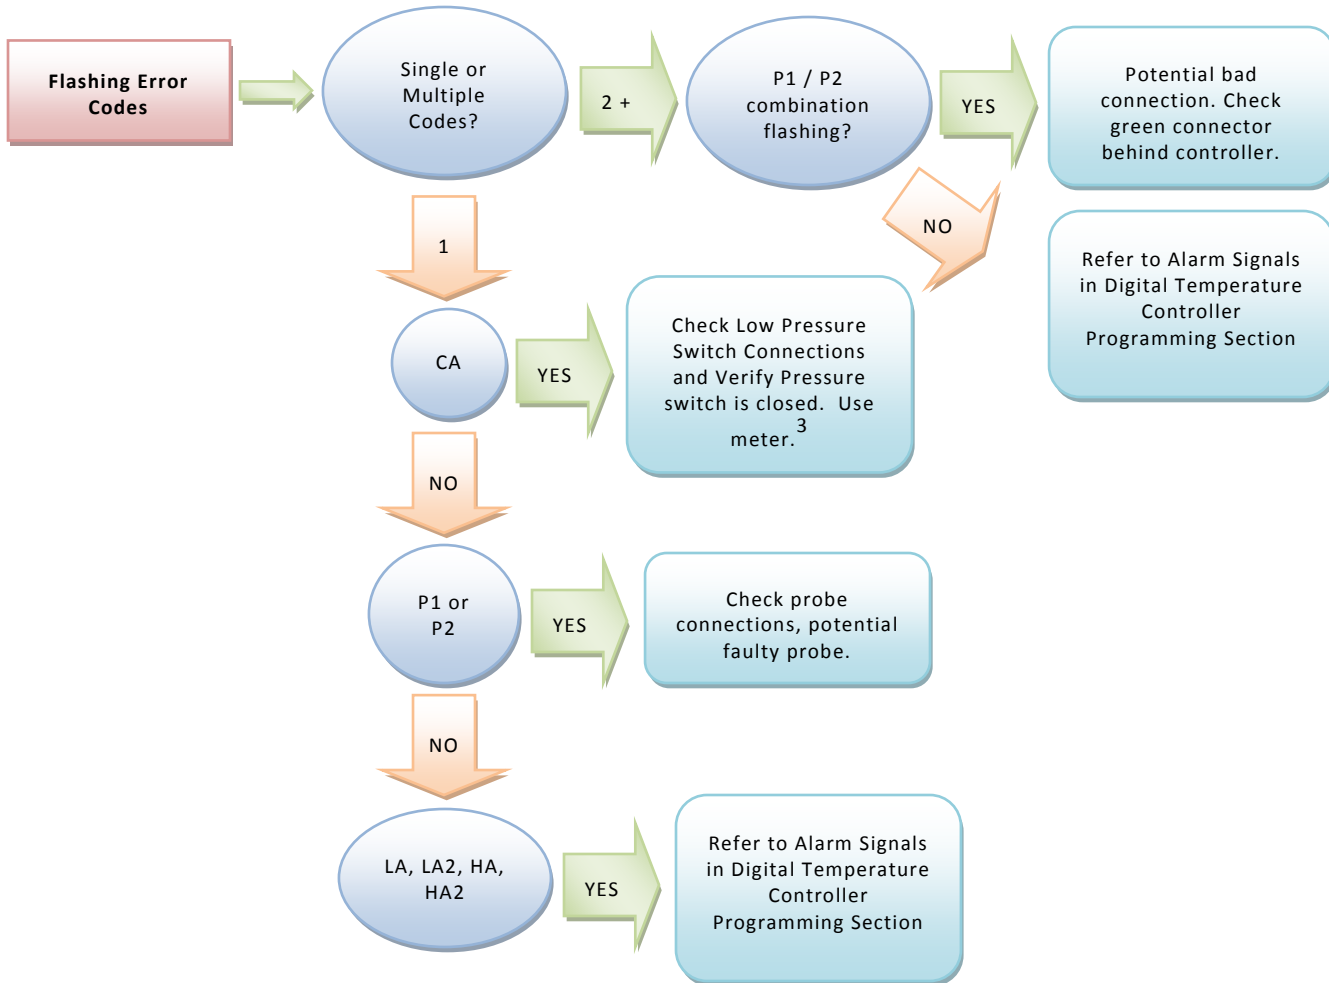 Flashing Error
Codes
Single or
Multiple
Codes?
2 +
P1 / P2
combination
flashing?
YES
Potential bad
connection. Check
green connector
behind controller.
NO
Refer to Alarm Signals
in Digital Temperature
Controller
Programming Section
1
CA
YES
Check Low Pressure
Switch Connections
and Verify Pressure
switch is closed. Use
meter.3
NO
P1 or
P2
YES
Check probe
connections, potential
faulty probe.
NO
LA, LA2, HA,
HA2
YES
Refer to Alarm Signals
in Digital Temperature
Controller
Programming Section